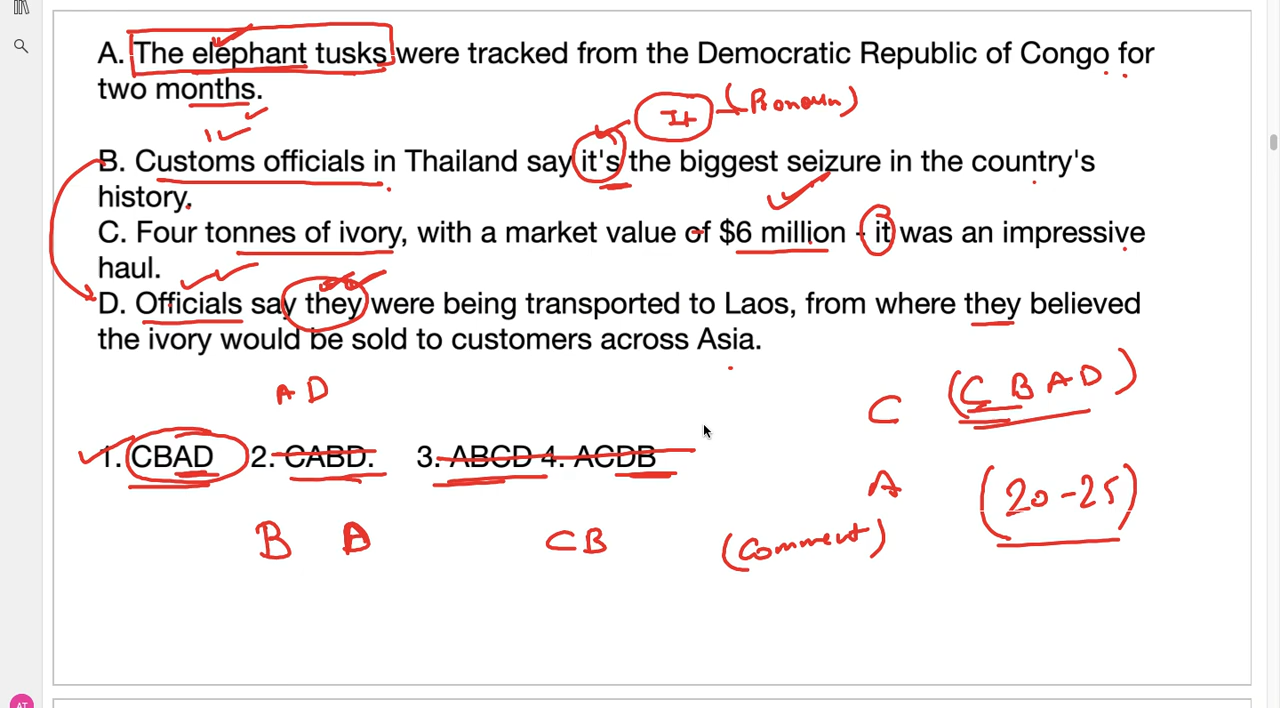 A. The elephant tusks were tracked from the Democratic Republic of Congo for
two months.
It (Pronoun)
B. Customs officials in Thailand say it's the biggest seizure in the country's
history.
C. Four tonnes of ivory, with a market value of $6 million - it was an impressive
haul.
D. Officials say they were being transported to Laos, from where they believed
the ivory would be sold to customers across Asia.
A D
C (CBAD)
1. CBAD 2. CABD. 3. ABCD 4. ACDB
A (20-25)
B A CB (Comment)
AT